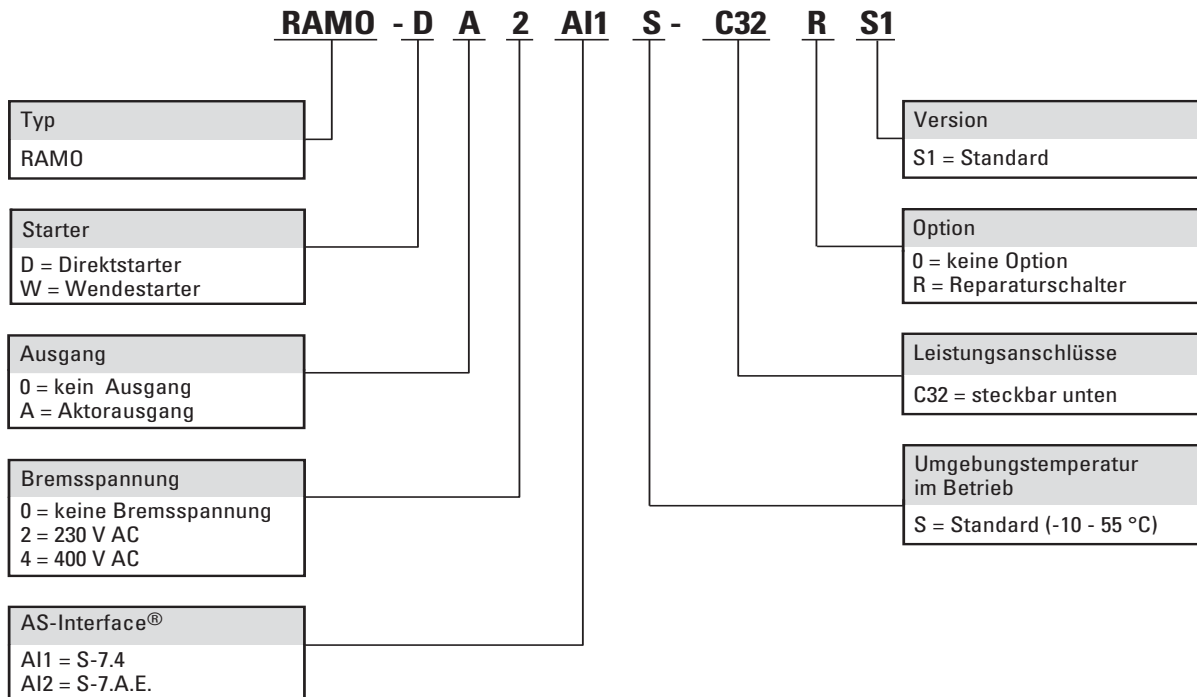 RAMO - D A 2 AI1 S - C32 R S1
Typ
RAMO
Starter
D = Direktstarter
W = Wendestarter
Ausgang
0 = kein Ausgang
A = Aktorausgang
Bremsspannung
0 = keine Bremsspannung
2 = 230 V AC
4 = 400 V AC
AS-Interface®
AI1 = S-7.4
AI2 = S-7.A.E.
Version
S1 = Standard
Option
0 = keine Option
R = Reparaturschalter
Leistungsanschlüsse
C32 = steckbar unten
Umgebungstemperatur
im Betrieb
S = Standard (-10 - 55 °C)